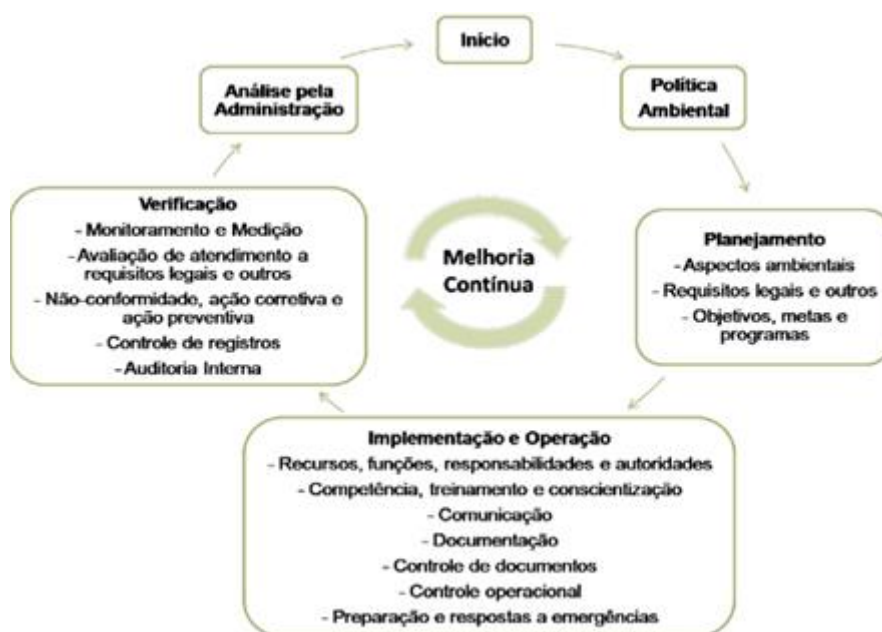 Início
Política
Ambiental
Planejamento
- Aspectos ambientais
- Requisitos legais e outros
- Objetivos, metas e
programas
Implementação e Operação
- Recursos, funções, responsabilidades e autoridades
- Competência, treinamento e conscientização
- Comunicação
- Documentação
- Controle de documentos
- Controle operacional
- Preparação e respostas a emergências
Verificação
- Monitoramento e Medição
- Avaliação de atendimento a
requisitos legais e outros
- Não-conformidade, ação corretiva e
ação preventiva
- Controle de registros
- Auditoria Interna
Análise pela
Administração
Melhoria
Contínua